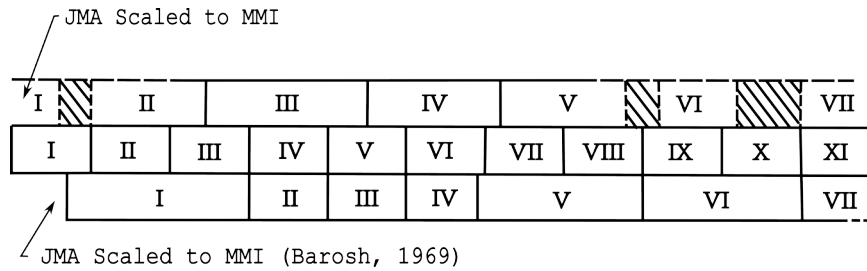 JMA Scaled to MMI
I II III IV V VI VII
I II III IV V VI VII VIII IX X XI
I II III IV V VI VII
JMA Scaled to MMI (Barosh, 1969)